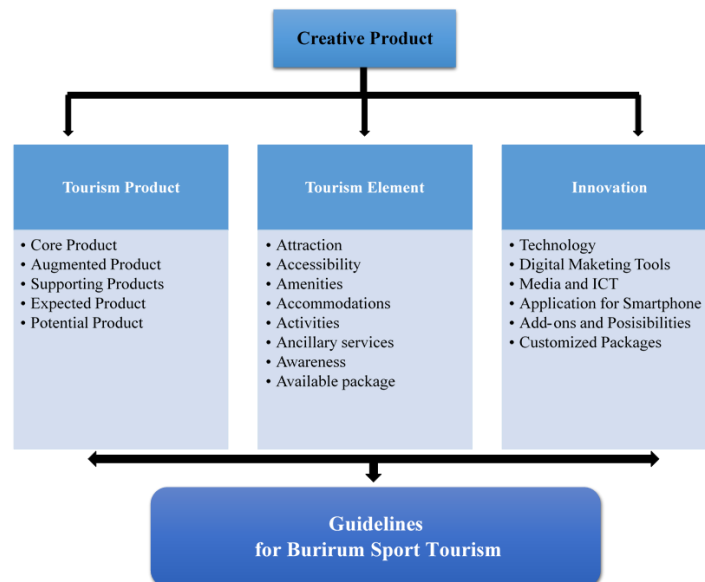 Creative Product
Tourism Product
• Core Product
• Augmented Product
• Supporting Products
• Expected Product
• Potential Product
Tourism Element
• Attraction
• Accessibility
• Amenities
• Accommodations
• Activities
• Ancillary services
• Awareness
• Available package
Innovation
• Technology
• Digital Maketing Tools
• Media and ICT
• Application for Smartphone
• Add-ons and Posisibilities
• Customized Packages
Guidelines
for Burirum Sport Tourism